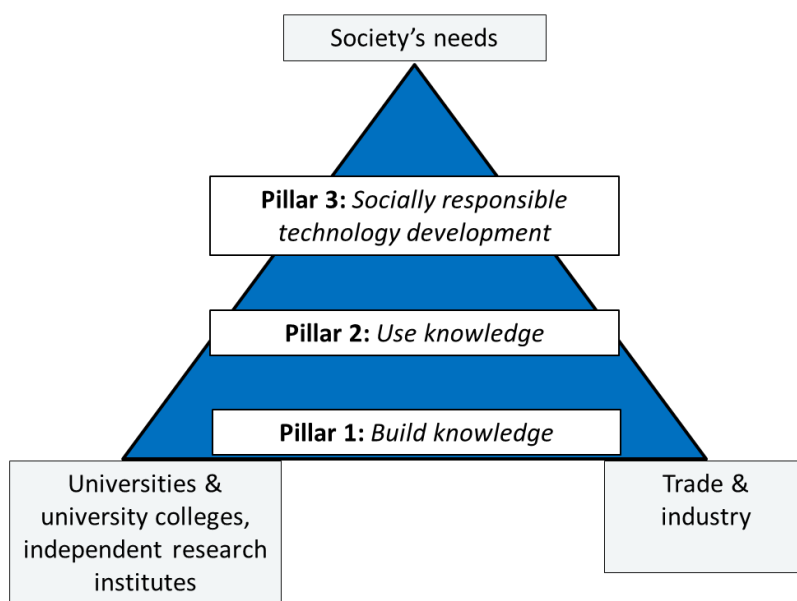 Society’s needs
Pillar 3: Socially responsible
technology development
Pillar 2: Use knowledge
Pillar 1: Build knowledge
Universities &
university colleges,
independent research
institutes
Trade &
industry